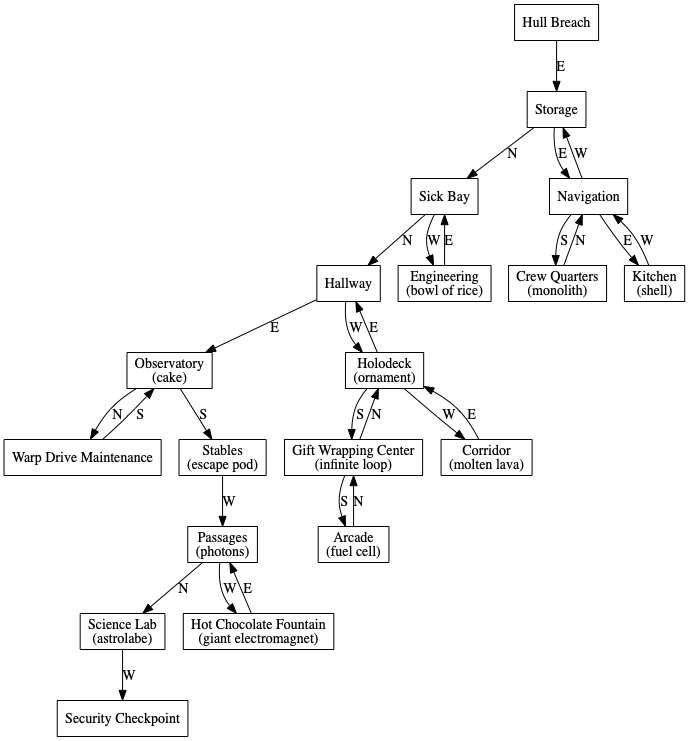 Hull Breach
E
Storage
N
E
W
Sick Bay
Navigation
N
W
E
S
N
E
W
Hallway
Engineering
(bowl of rice)
Crew Quarters
(monolith)
Kitchen
(shell)
E
W
E
Observatory
(cake)
Holodeck
(ornament)
N
S
S
S
N
W
E
Warp Drive Maintenance
Stables
(escape pod)
Gift Wrapping Center
(infinite loop)
Corridor
(molten lava)
W
S
N
Passages
(photons)
Arcade
(fuel cell)
N
W
E
Science Lab
(astrolabe)
Hot Chocolate Fountain
(giant electromagnet)
W
Security Checkpoint